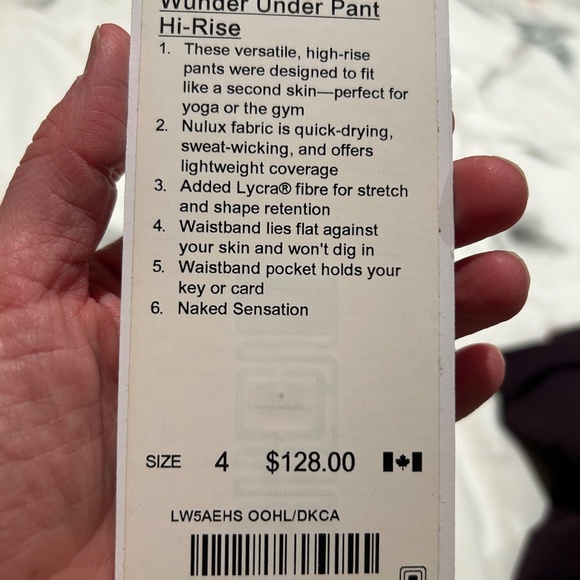 Wunder Under Pant
Hi-Rise
1. These versatile, high-rise
pants were designed to fit
like a second skin—perfect for
yoga or the gym
2. Nulux fabric is quick-drying,
sweat-wicking, and offers
lightweight coverage
3. Added Lycra® fibre for stretch
and shape retention
4. Waistband lies flat against
your skin and won't dig in
5. Waistband pocket holds your
key or card
6. Naked Sensation
SIZE 4 $128.00
LW5AEHS OOHL/DKCA